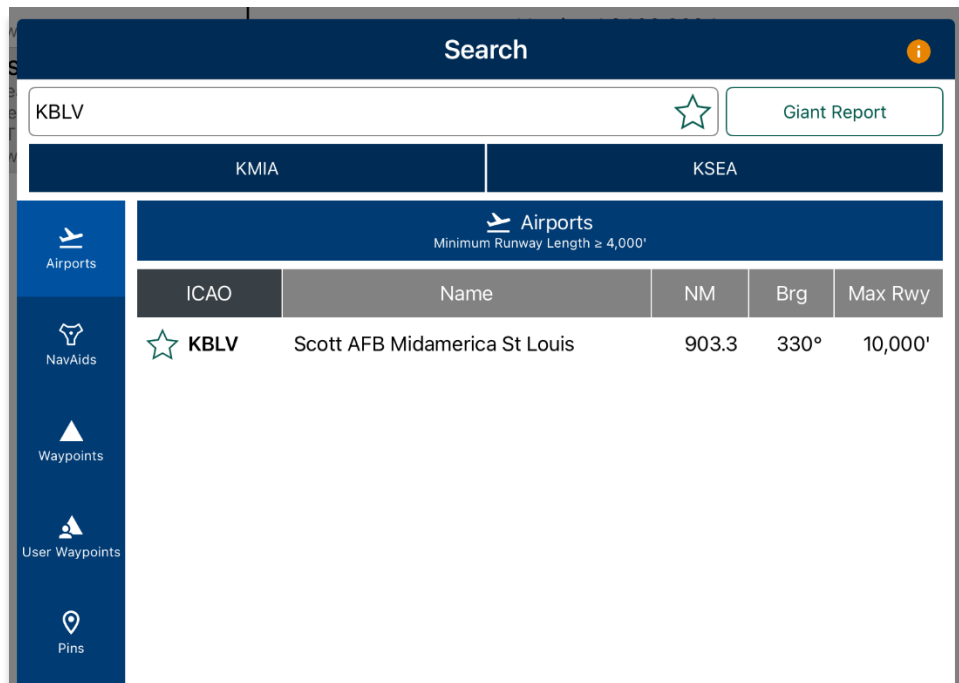 Search
KBLV
Giant Report
KMIA KSEA
Airports
Minimum Runway Length ≥ 4,000'
Airports
ICAO Name NM Brg Max Rwy
KBLV Scott AFB Midamerica St Louis 903.3 330° 10,000'
NavAids
Waypoints
User Waypoints
Pins